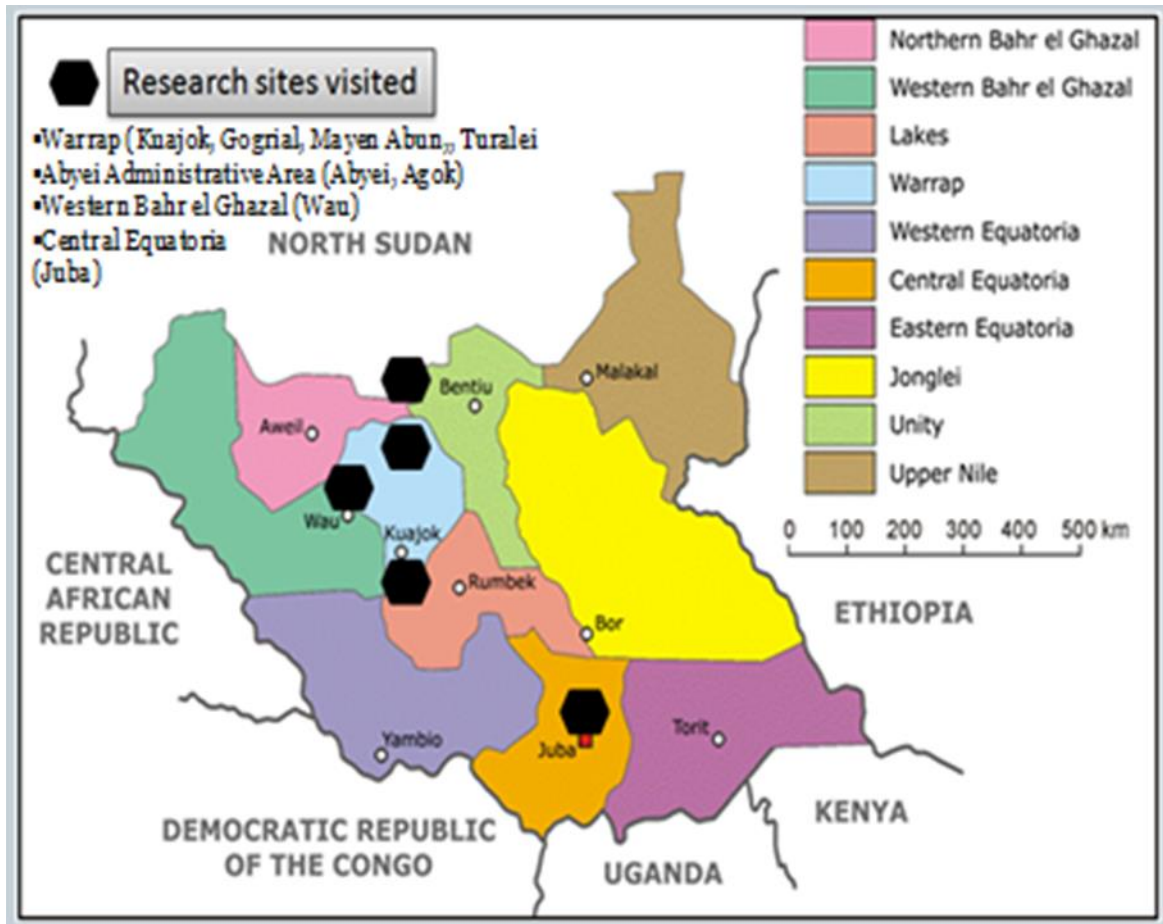 Research sites visited
▪Warrap (Kuajok, Gogrial, Mayen Abun,, Turalei
▪Abyei Administrative Area (Abyei, Agok)
▪Western Bahr el Ghazal (Wau)
▪Central Equatoria
(Juba)
NORTH SUDAN
Northern Bahr el Ghazal
Western Bahr el Ghazal
Lakes
Warrap
Western Equatoria
Central Equatoria
Eastern Equatoria
Jonglei
Unity
Upper Nile
0 100 200 300 400 500 km
Malakal
Bentiu
Aweil
Wau
Kuajok
Rumbek
Bor
CENTRAL
AFRICAN
REPUBLIC
ETHIOPIA
Torit
Juba
Yambio
KENYA
DEMOCRATIC REPUBLIC
OF THE CONGO
UGANDA